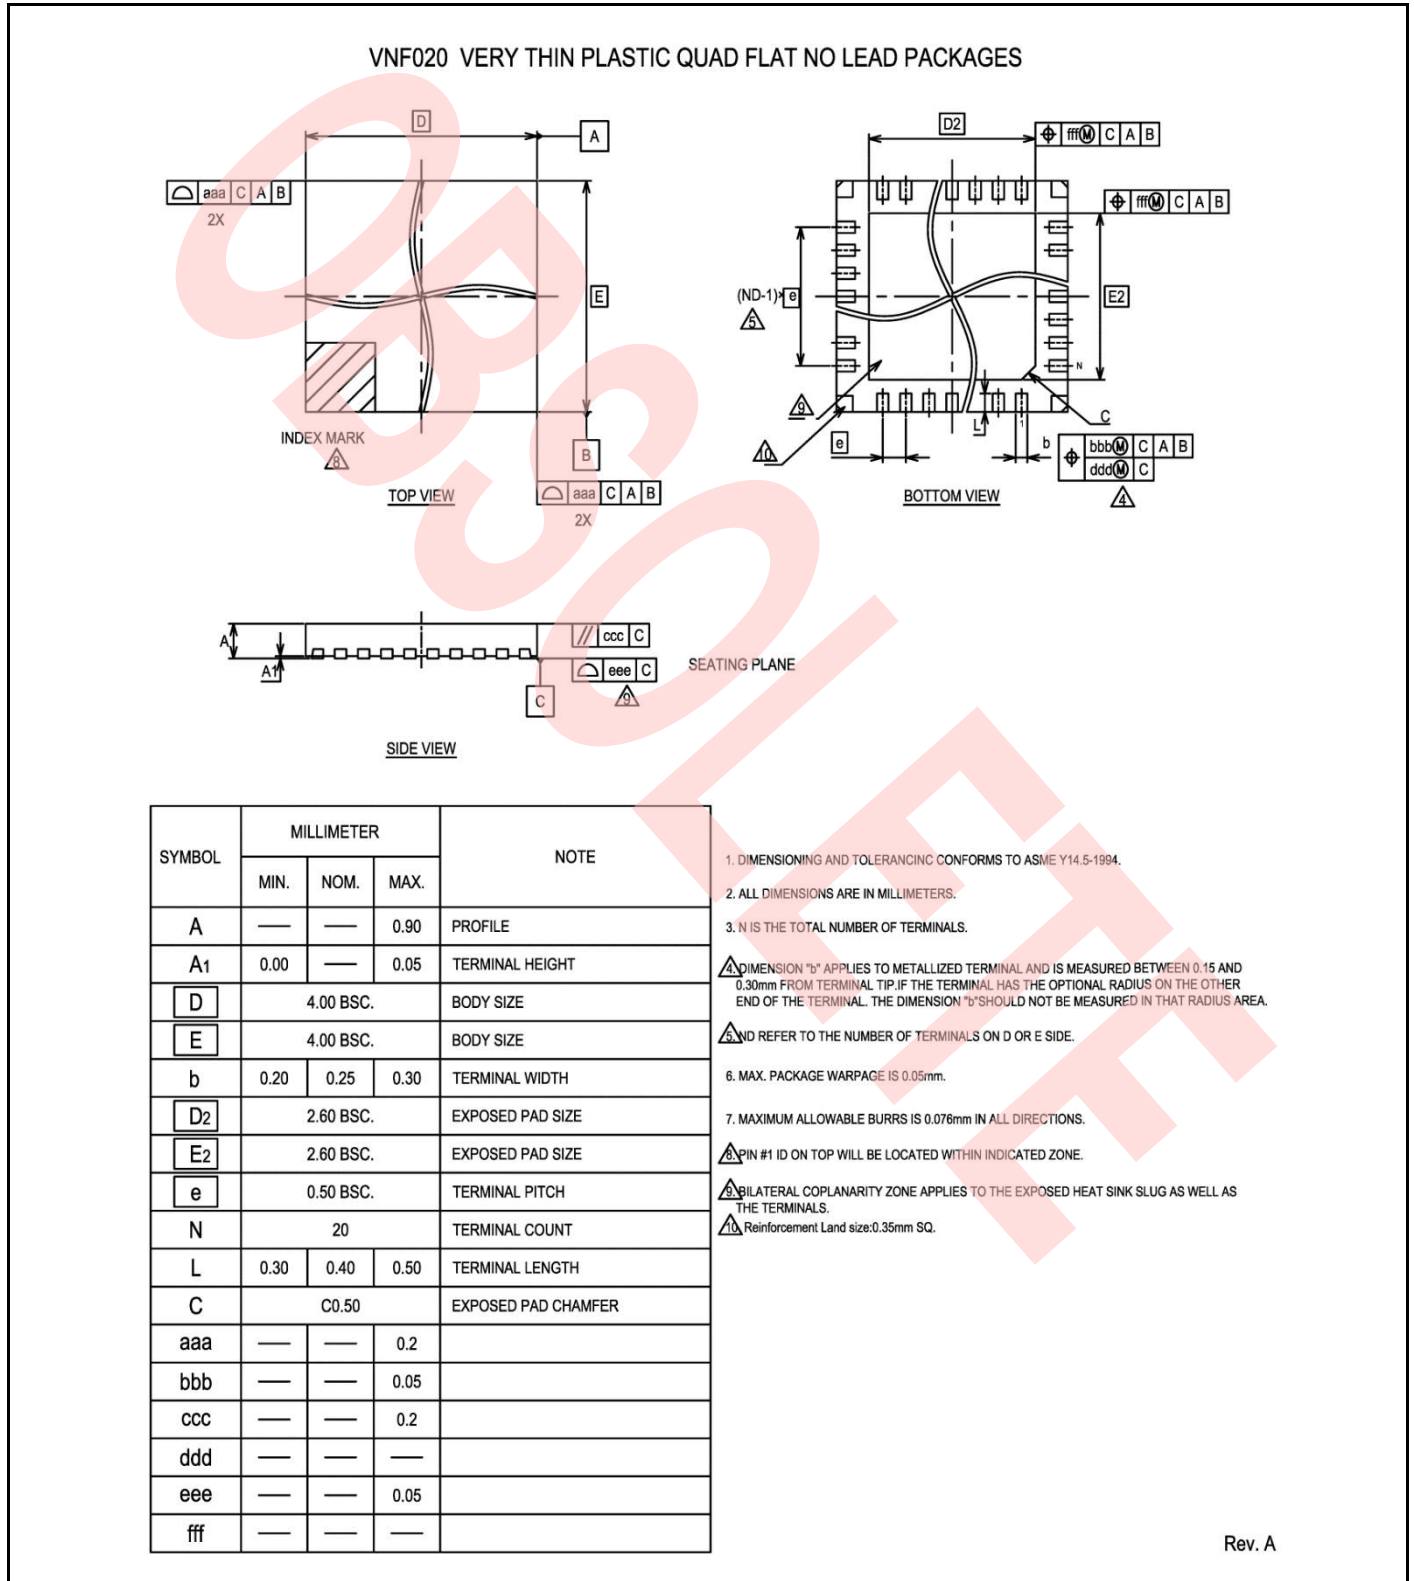 VNF020 VERY THIN PLASTIC QUAD FLAT NO LEAD PACKAGES
D
A
aaa C A B
2X
E
INDEX MARK
8
B
TOP VIEW
aaa C A B
2X
D2
fffⓂ C A B
fffⓂ C A B
(ND-1)× e
5
E2
N
9
10
e
L
1
b
C
bbbⓂ C A B
dddⓂ C
4
BOTTOM VIEW
A
A1
// ccc C
eee C
9
C
SEATING PLANE
SIDE VIEW
SYMBOL MILLIMETER NOTE
MIN. NOM. MAX.
A — — 0.90 PROFILE
A1 0.00 — 0.05 TERMINAL HEIGHT
D 4.00 BSC. BODY SIZE
E 4.00 BSC. BODY SIZE
b 0.20 0.25 0.30 TERMINAL WIDTH
D2 2.60 BSC. EXPOSED PAD SIZE
E2 2.60 BSC. EXPOSED PAD SIZE
e 0.50 BSC. TERMINAL PITCH
N 20 TERMINAL COUNT
L 0.30 0.40 0.50 TERMINAL LENGTH
C C0.50 EXPOSED PAD CHAMFER
aaa — — 0.2
bbb — — 0.05
ccc — — 0.2
ddd — — —
eee — — 0.05
fff — — —
1. DIMENSIONING AND TOLERANCINC CONFORMS TO ASME Y14.5-1994.
2. ALL DIMENSIONS ARE IN MILLIMETERS.
3. N IS THE TOTAL NUMBER OF TERMINALS.
4. DIMENSION "b" APPLIES TO METALLIZED TERMINAL AND IS MEASURED BETWEEN 0.15 AND
0.30mm FROM TERMINAL TIP.IF THE TERMINAL HAS THE OPTIONAL RADIUS ON THE OTHER
END OF THE TERMINAL. THE DIMENSION "b"SHOULD NOT BE MEASURED IN THAT RADIUS AREA.
5. ND REFER TO THE NUMBER OF TERMINALS ON D OR E SIDE.
6. MAX. PACKAGE WARPAGE IS 0.05mm.
7. MAXIMUM ALLOWABLE BURRS IS 0.076mm IN ALL DIRECTIONS.
8. PIN #1 ID ON TOP WILL BE LOCATED WITHIN INDICATED ZONE.
9. BILATERAL COPLANARITY ZONE APPLIES TO THE EXPOSED HEAT SINK SLUG AS WELL AS
THE TERMINALS.
10. Reinforcement Land size:0.35mm SQ.
Rev. A
OBSOLETE